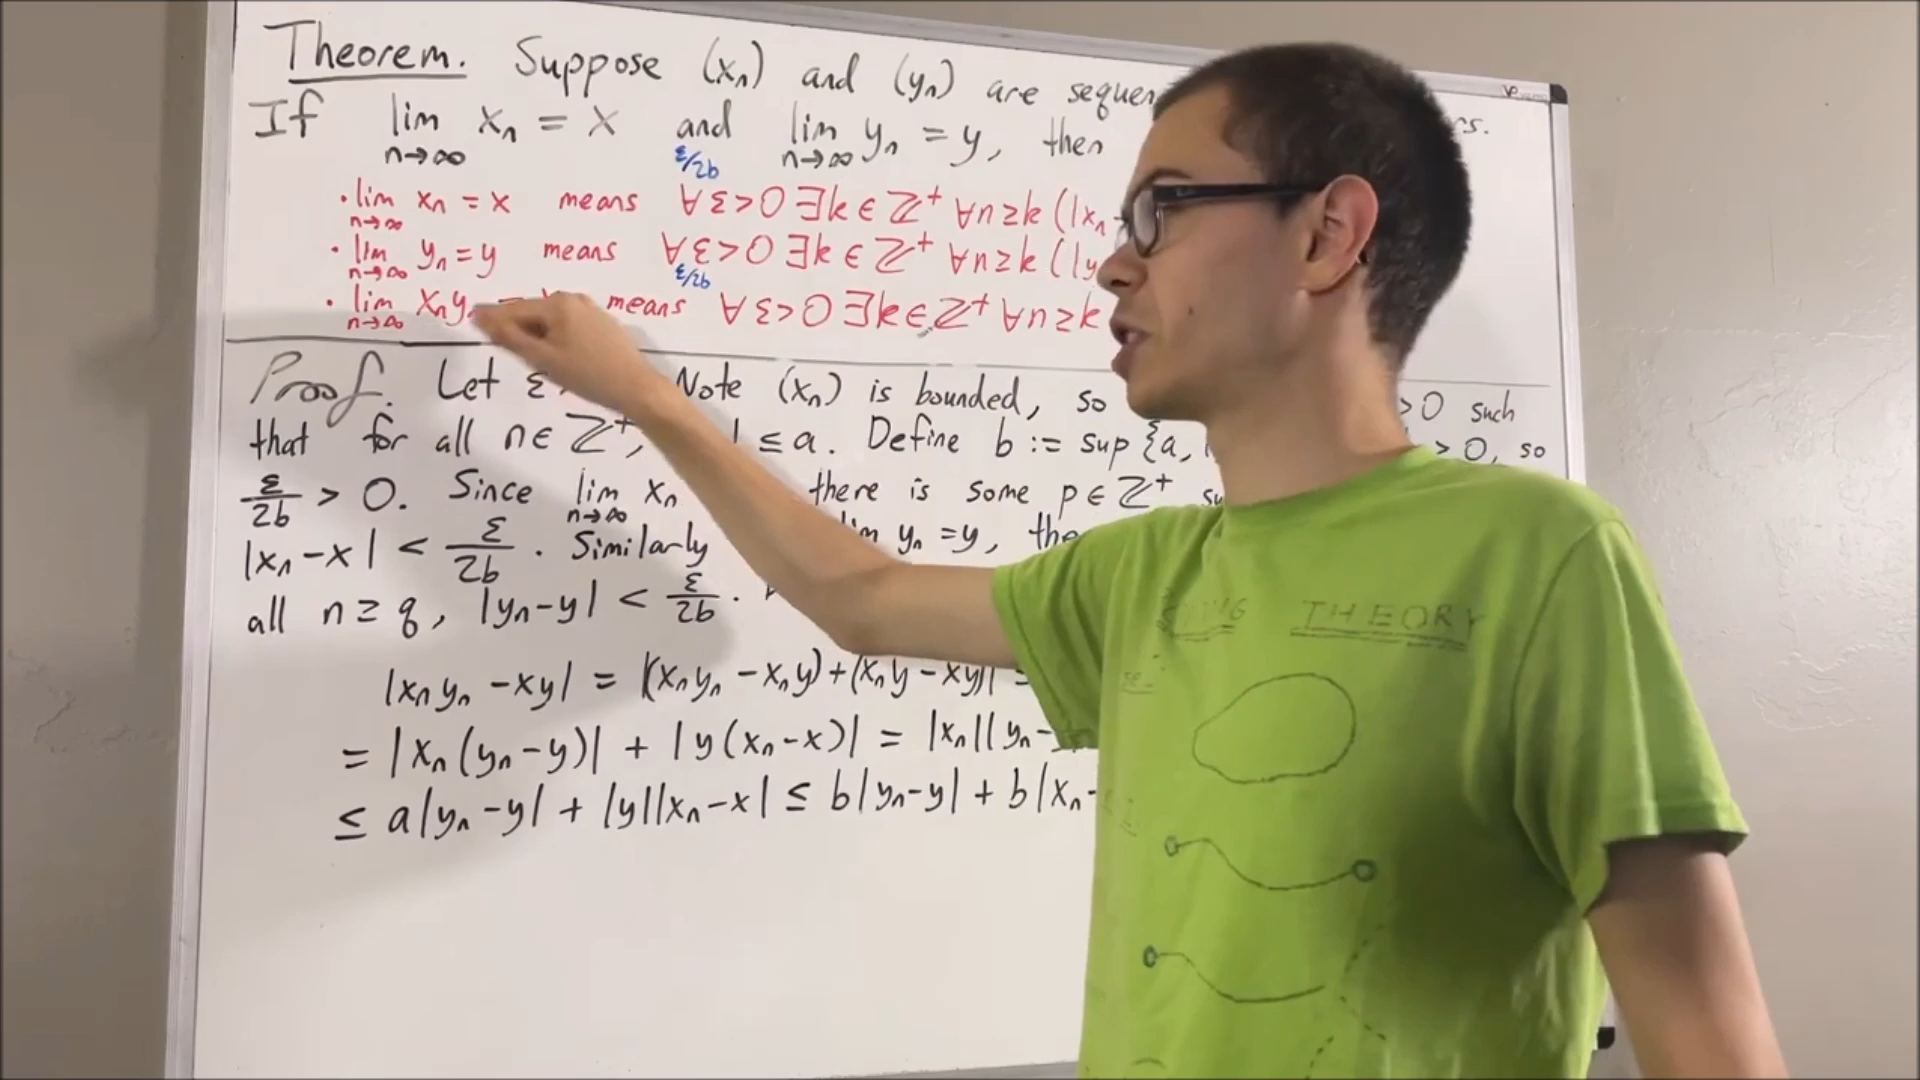 Theorem. Suppose (xₙ) and (yₙ) are sequen rs.
If lim n→∞ xₙ = x and lim n→∞ yₙ = y, then
ε/2b
• lim n→∞ xₙ = x means ∀ε>0 ∃k∈ℤ⁺ ∀n≥k (|xₙ-
• lim n→∞ yₙ = y means ∀ε>0 ∃k∈ℤ⁺ ∀n≥k (|y
ε/2b
• lim n→∞ xₙyₙ = means ∀ε>0 ∃k∈ℤ⁺ ∀n≥k
Proof. Let ε Note (xₙ) is bounded, so >0 such
that for all n∈ℤ⁺, | ≤ a. Define b := sup {a, >0, so
ε/2b > 0. Since lim n→∞ xₙ there is some p∈ℤ⁺ su
|xₙ-x| < ε/2b. Similarly lim yₙ = y, the
all n≥q, |yₙ-y| < ε/2b.
|xₙyₙ - xy| = |(xₙyₙ - xₙy)+(xₙy - xy)| =
= |xₙ(yₙ-y)| + |y(xₙ-x)| = |xₙ||yₙ-
≤ a|yₙ-y| + |y||xₙ-x| ≤ b|yₙ-y| + b|xₙ-
THEORY